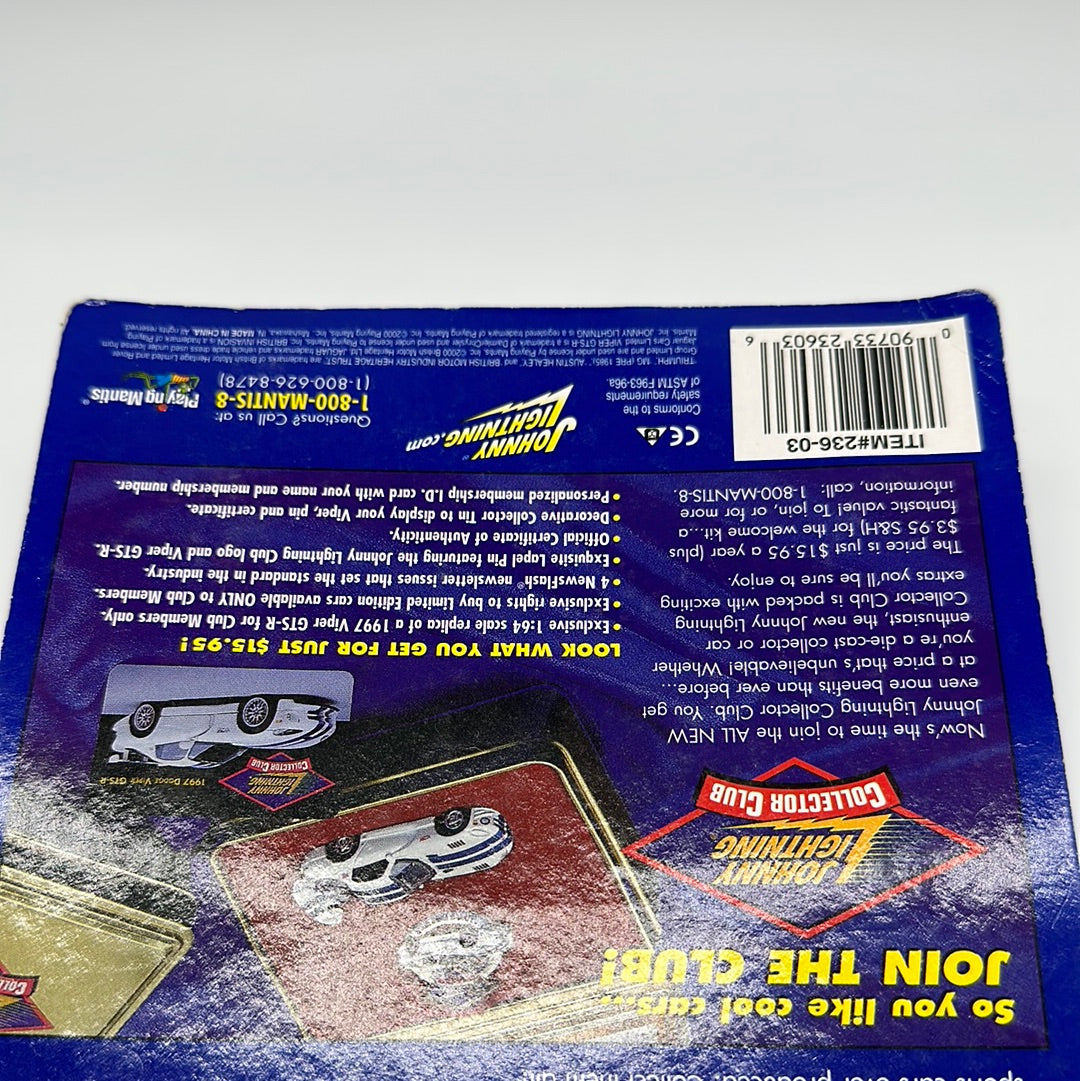 So you like cool cars...
JOIN THE CLUB!
JOHNNY
LIGHTNING
COLLECTOR CLUB
Now's the time to join the ALL NEW
Johnny Lightning Collector Club. You get
even more benefits than ever before...
at a price that's unbelievable! Whether
you're a die-cast collector or car
enthusiast, the new Johnny Lightning
Collector Club is packed with exciting
extras you'll be sure to enjoy.
The price is just $15.95 a year (plus
$3.95 S&H) for the welcome kit...a
fantastic value! To join, or for more
information, call: 1-800-MANTIS-8.
JOHNNY
LIGHTNING
COLLECTOR CLUB
1997 Dodge Viper GTS-R
LOOK WHAT YOU GET FOR JUST $15.95!
• Exclusive 1:64 scale replica of a 1997 Viper GTS-R for Club Members only.
• Exclusive rights to buy Limited Edition cars available ONLY to Club Members.
• 4 NewsFlash® newsletter issues that set the standard in the industry.
• Exquisite Lapel Pin featuring the Johnny Lightning Club logo and Viper GTS-R.
• Official Certificate of Authenticity.
• Decorative Collector Tin to display your Viper, pin and certificate.
• Personalized membership I.D. card with your name and membership number.
ITEM#236-03
0 90733 23603 6
CE
Conforms to the
safety requirements
of ASTM F963-96a
JOHNNY
LIGHTNING.com
Questions? Call us at:
1-800-MANTIS-8
(1-800-626-8478)
Playing Mantis®